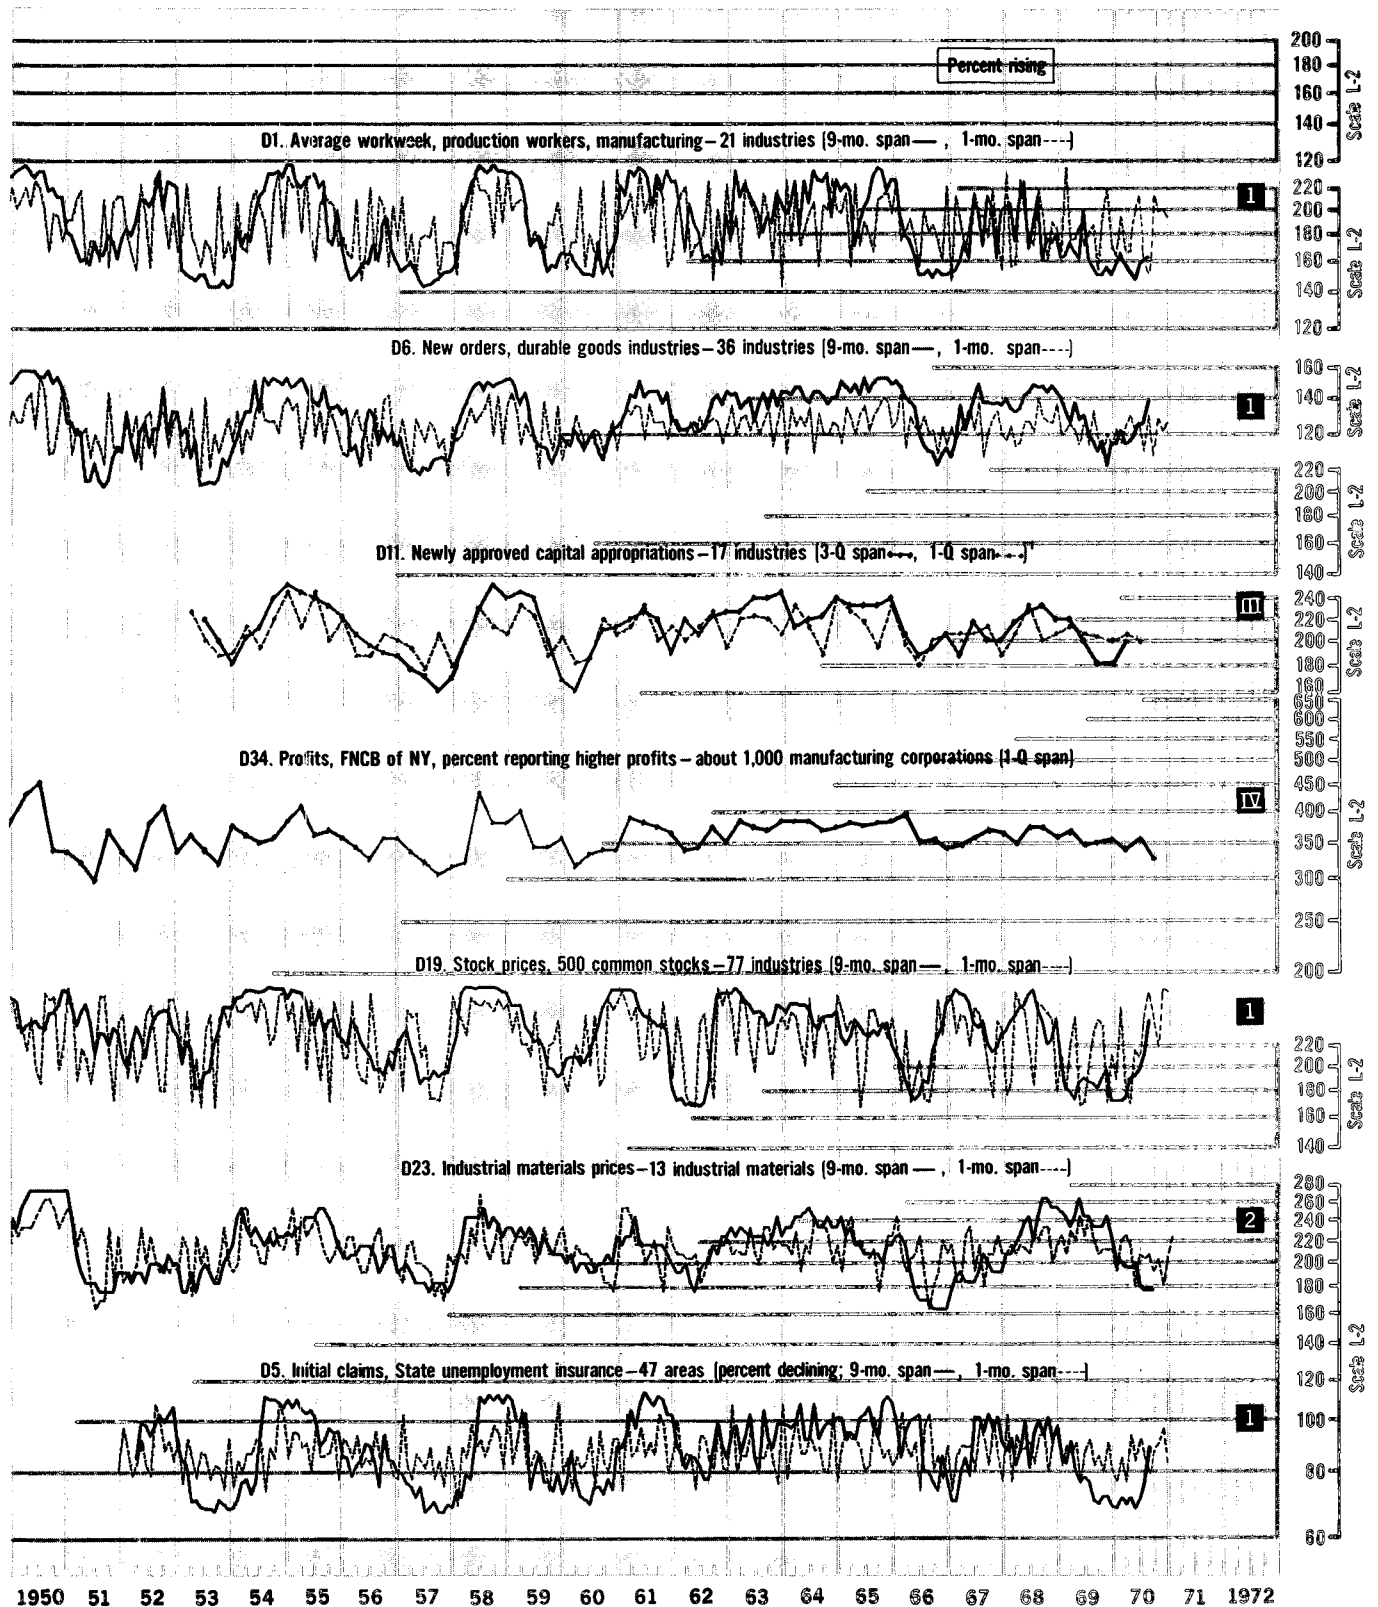 200
180
160
140
120
Scale L-2
Percent rising
D1. Average workweek, production workers, manufacturing—21 industries (9-mo. span— , 1-mo. span----)
1
220
200
180
160
140
120
Scale L-2
D6. New orders, durable goods industries—36 industries (9-mo. span—, 1-mo. span----)
160
140
120
Scale L-2
1
220
200
180
160
140
Scale L-2
D11. Newly approved capital appropriations—17 industries (3-Q span, 1-Q span)
III
240
220
200
180
160
Scale L-2
650
600
550
500
450
400
350
300
250
200
Scale L-2
D34. Profits, FNCB of NY, percent reporting higher profits—about 1,000 manufacturing corporations (1-Q span)
IV
D19. Stock prices, 500 common stocks—77 industries (9-mo. span— , 1-mo. span----)
1
220
200
180
160
140
Scale L-2
D23. Industrial materials prices—13 industrial materials (9-mo. span— , 1-mo. span----)
2
280
260
240
220
200
180
160
140
120
100
80
60
Scale L-2
D5. Initial claims, State unemployment insurance—47 areas (percent declining; 9-mo. span— , 1-mo. span----)
1
1950 51 52 53 54 55 56 57 58 59 60 61 62 63 64 65 66 67 68 69 70 71 1972